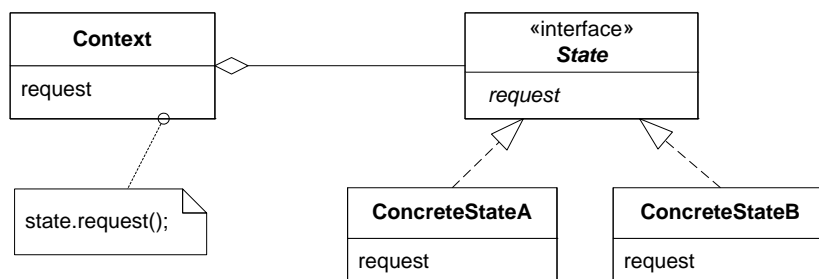 Context
request
«interface»
State
request
state.request();
ConcreteStateA
request
ConcreteStateB
request